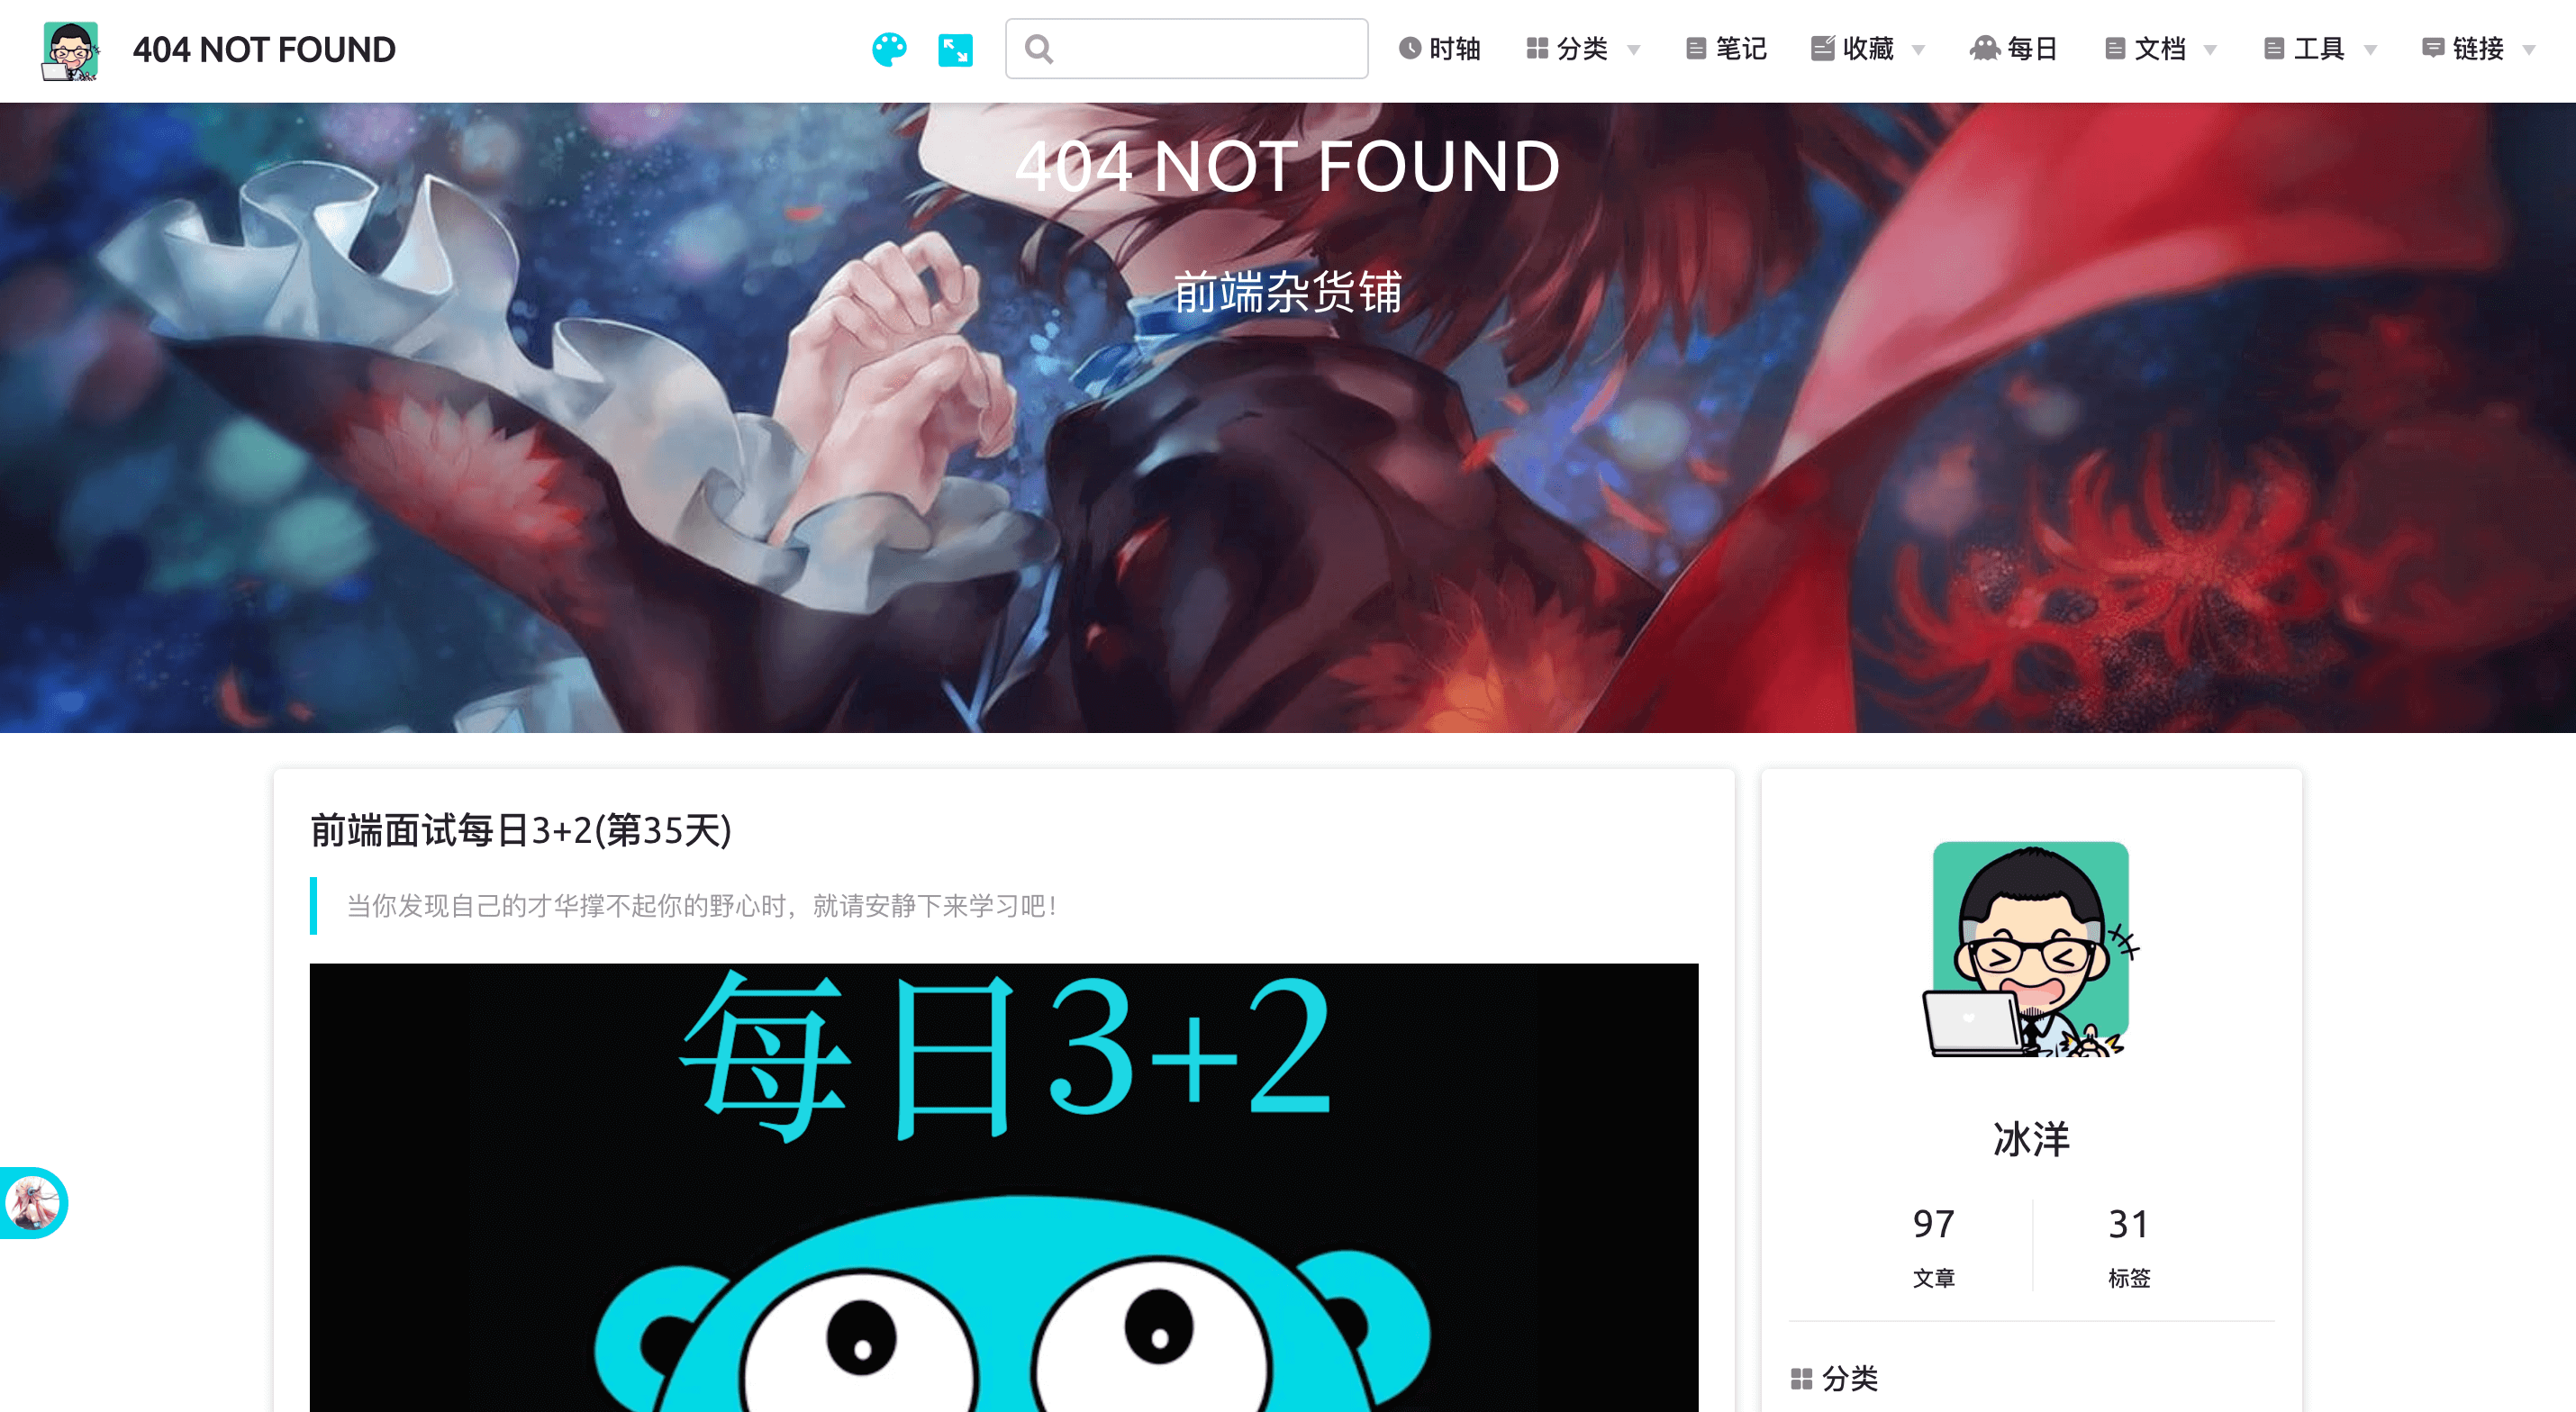 404 NOT FOUND
时轴
分类
笔记
收藏
每日
文档
工具
链接
404 NOT FOUND
前端杂货铺
前端面试每日3+2(第35天)
当你发现自己的才华撑不起你的野心时，就请安静下来学习吧！
每日3+2
冰洋
97
31
文章
标签
分类